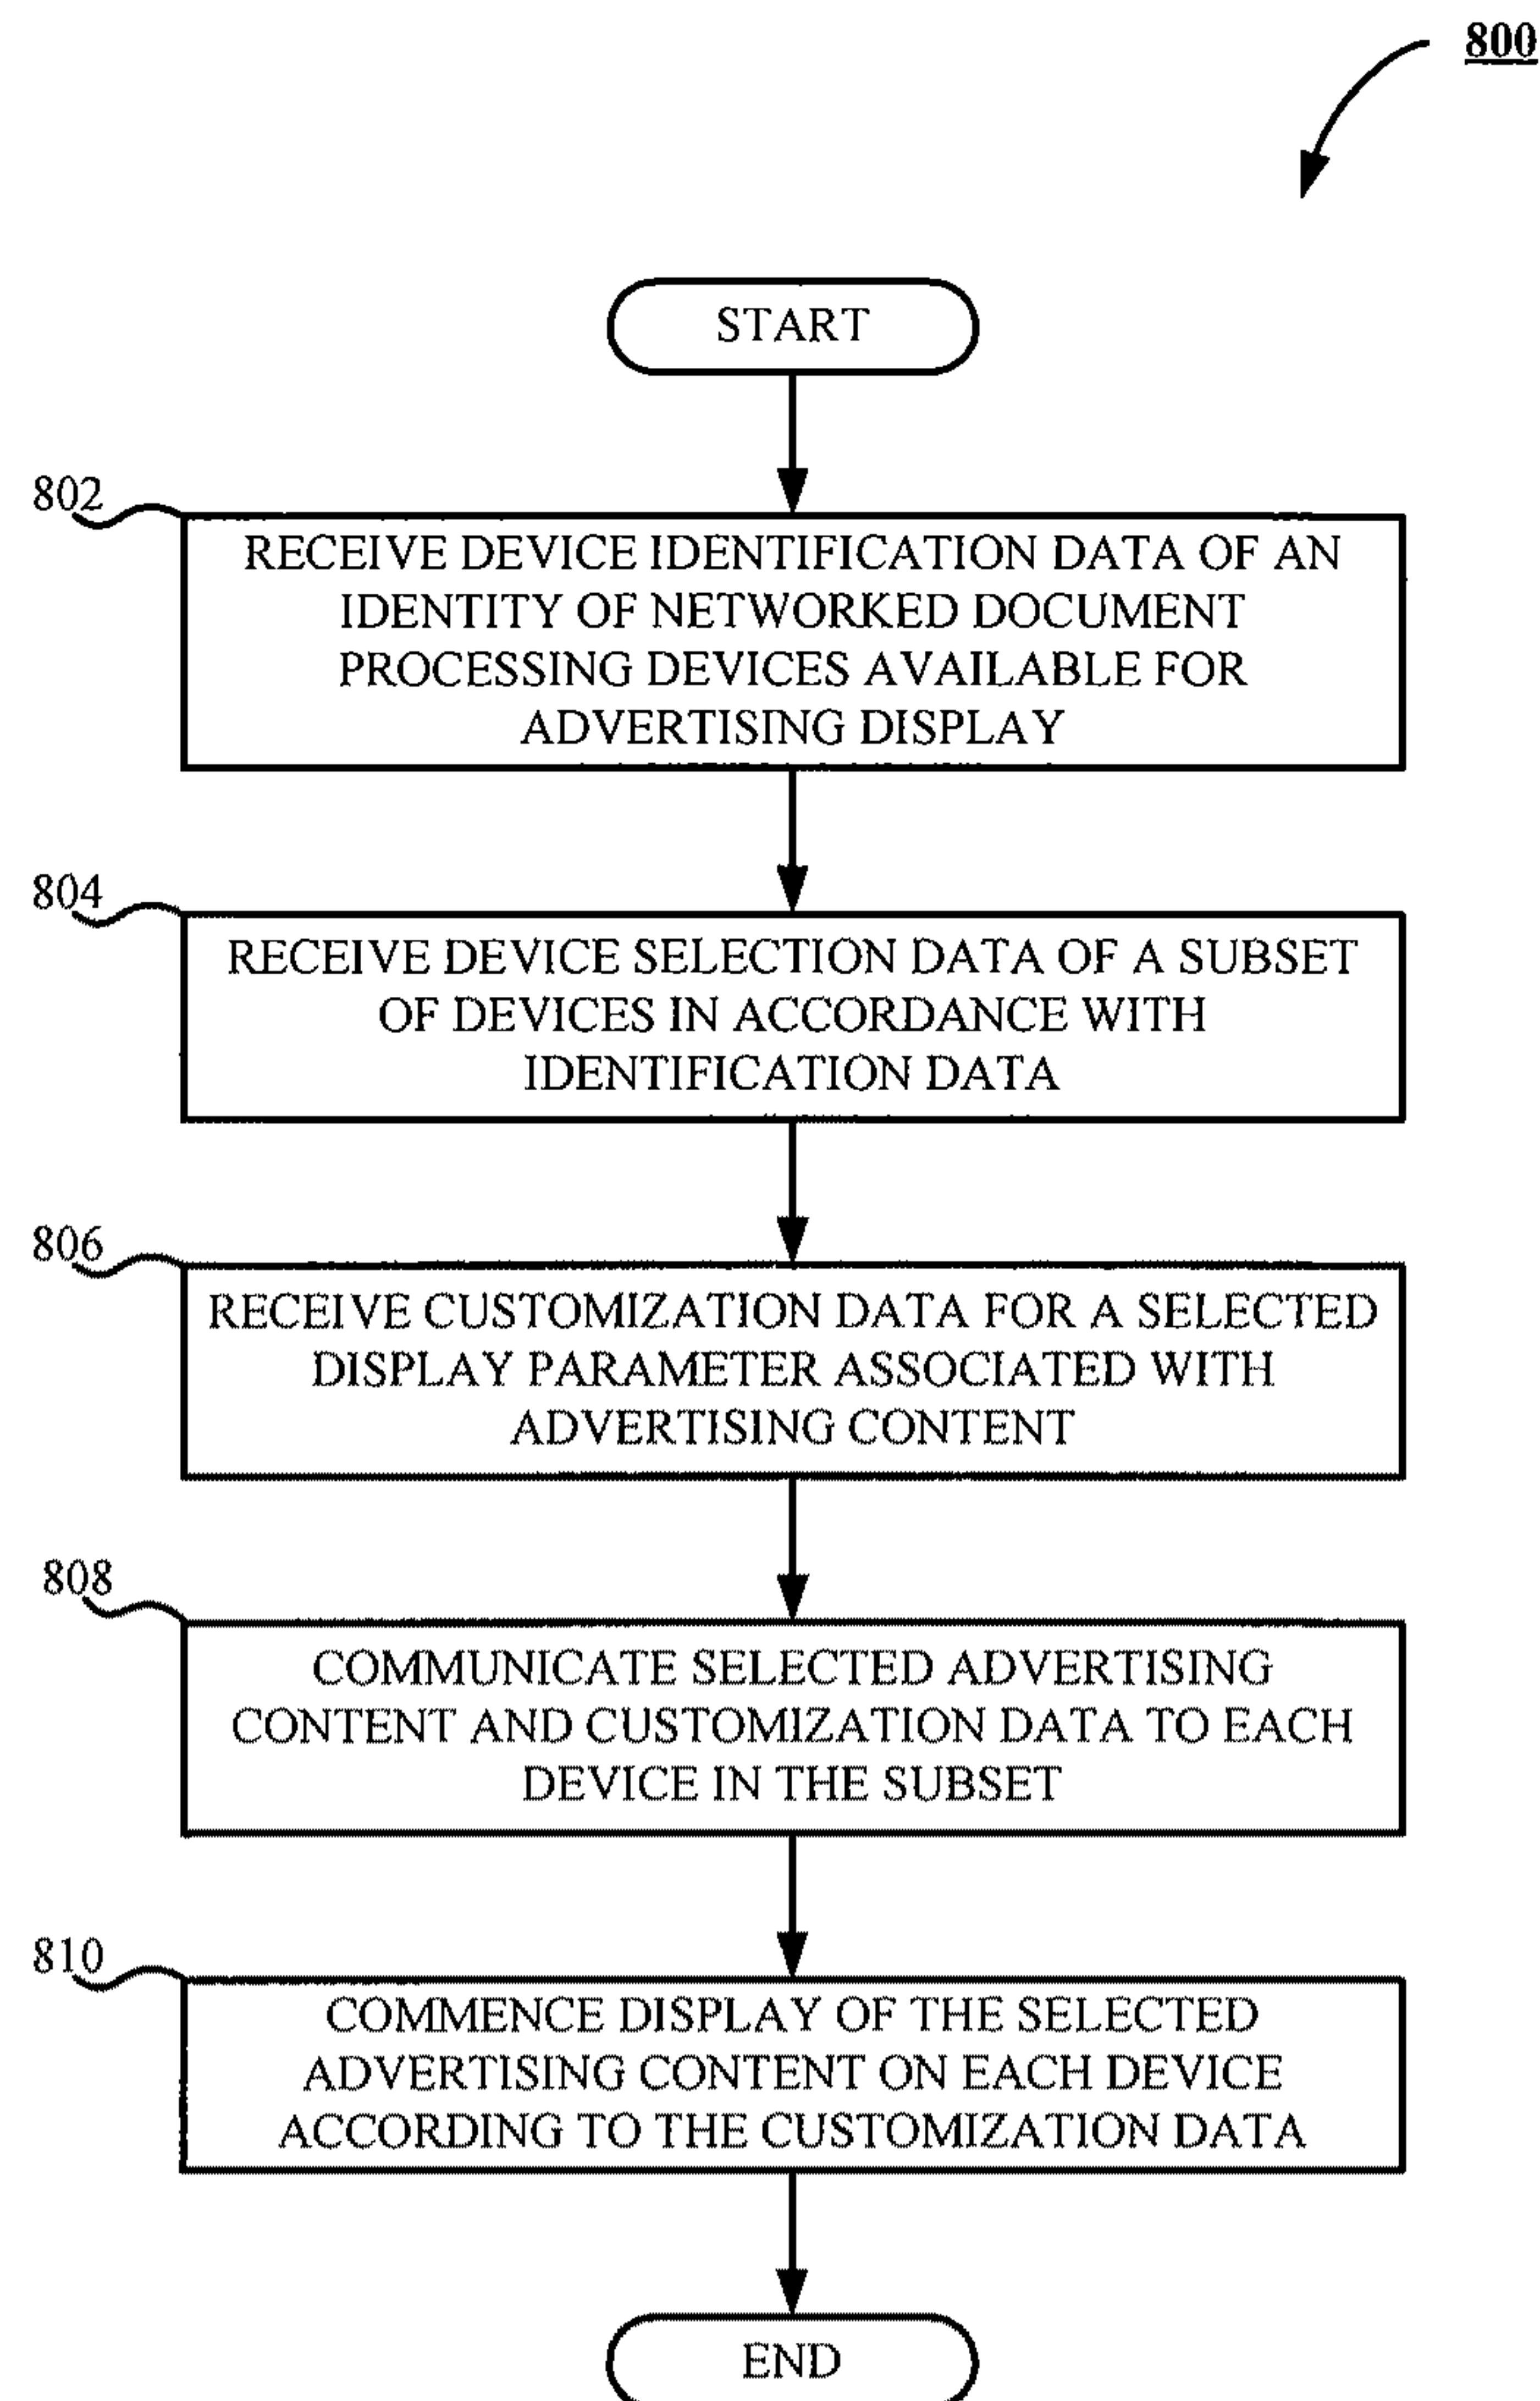 800
START
802
RECEIVE DEVICE IDENTIFICATION DATA OF AN
IDENTITY OF NETWORKED DOCUMENT
PROCESSING DEVICES AVAILABLE FOR
ADVERTISING DISPLAY
804
RECEIVE DEVICE SELECTION DATA OF A SUBSET
OF DEVICES IN ACCORDANCE WITH
IDENTIFICATION DATA
806
RECEIVE CUSTOMIZATION DATA FOR A SELECTED
DISPLAY PARAMETER ASSOCIATED WITH
ADVERTISING CONTENT
808
COMMUNICATE SELECTED ADVERTISING
CONTENT AND CUSTOMIZATION DATA TO EACH
DEVICE IN THE SUBSET
810
COMMENCE DISPLAY OF THE SELECTED
ADVERTISING CONTENT ON EACH DEVICE
ACCORDING TO THE CUSTOMIZATION DATA
END